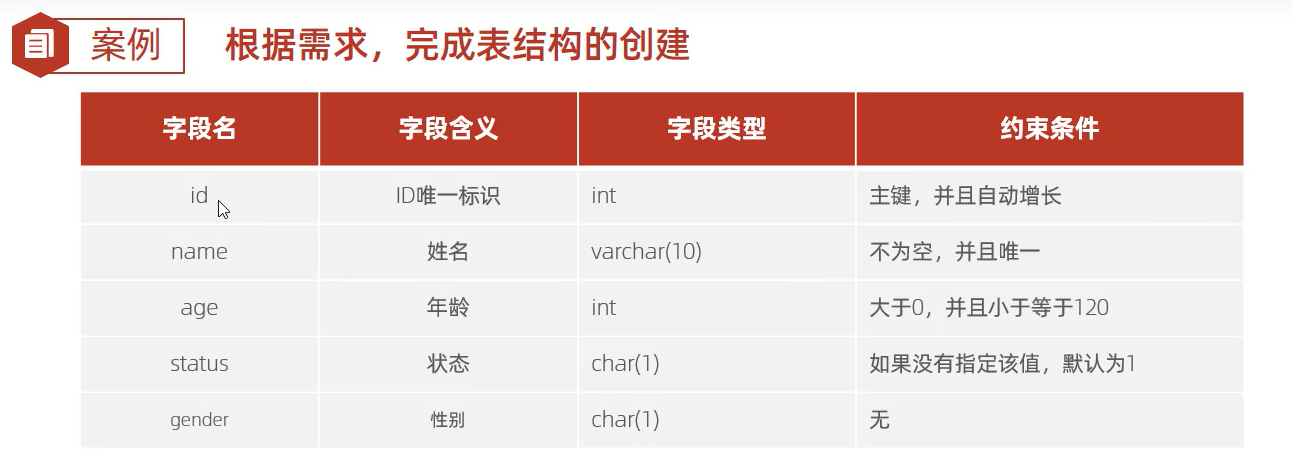 案例
根据需求，完成表结构的创建
字段名 字段含义 字段类型 约束条件
id ID唯一标识 int 主键，并且自动增长
name 姓名 varchar(10) 不为空，并且唯一
age 年龄 int 大于0，并且小于等于120
status 状态 char(1) 如果没有指定该值，默认为1
gender 性别 char(1) 无